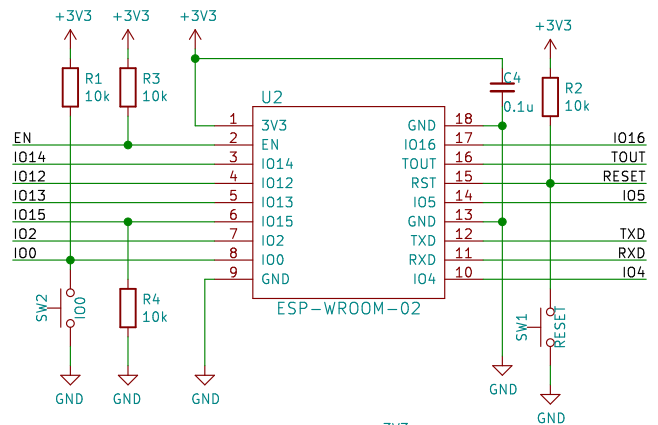 +3V3
+3V3
+3V3
+3V3
R1
10k
R3
10k
C4
0.1u
R2
10k
U2
1
3V3
GND
18
EN
2
EN
IO16
17
IO16
IO14
3
IO14
TOUT
16
TOUT
IO12
4
IO12
RST
15
RESET
IO13
5
IO13
IO5
14
IO5
IO15
6
IO15
GND
13
IO2
7
IO2
TXD
12
TXD
IO0
8
IO0
RXD
11
RXD
9
GND
IO4
10
IO4
ESP-WROOM-02
SW2
IO0
R4
10k
SW1
RESET
GND
GND
GND
GND
GND
3V3